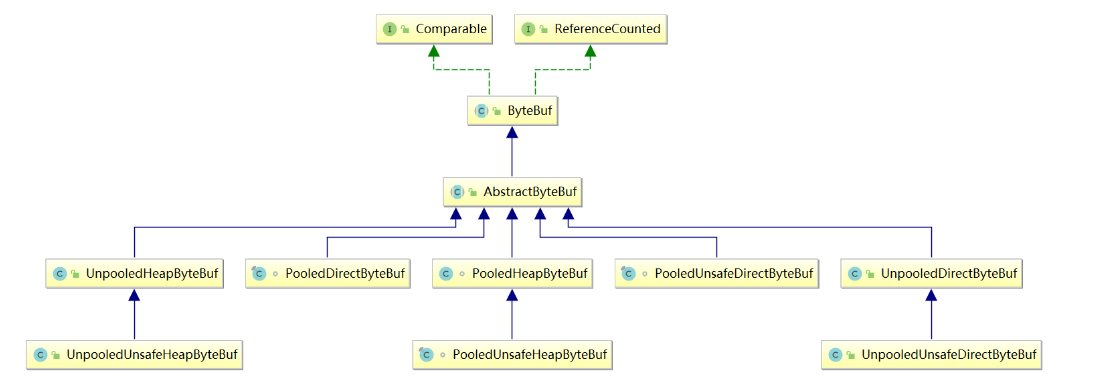 I Comparable
I ReferenceCounted
C ByteBuf
C AbstractByteBuf
C UnpooledHeapByteBuf
C PooledDirectByteBuf
C PooledHeapByteBuf
C PooledUnsafeDirectByteBuf
C UnpooledDirectByteBuf
C UnpooledUnsafeHeapByteBuf
C PooledUnsafeHeapByteBuf
C UnpooledUnsafeDirectByteBuf